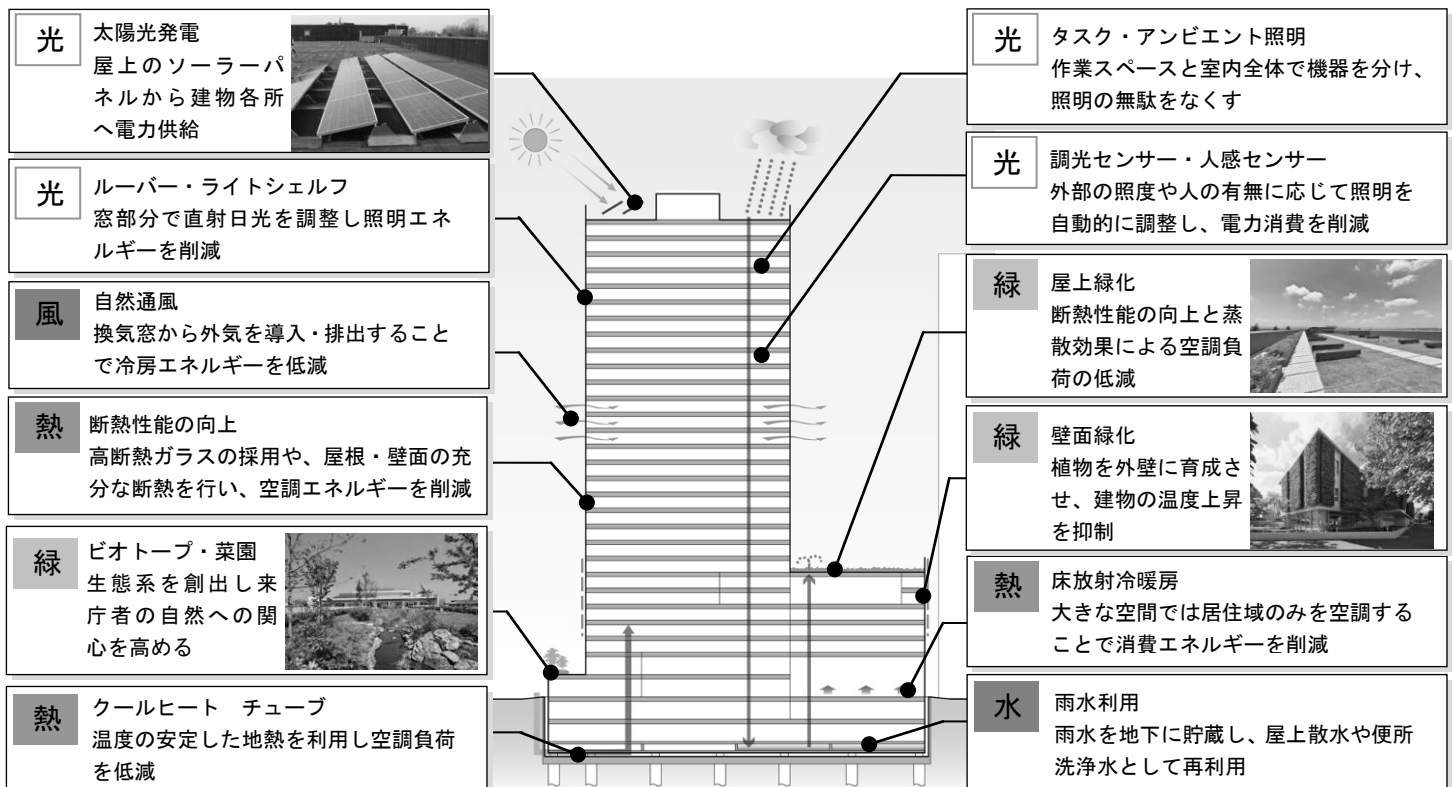 光
太陽光発電
屋上のソーラーパ
ネルから建物各所
へ電力供給
光
ルーバー・ライトシェルフ
窓部分で直射日光を調整し照明エネ
ルギーを削減
風
自然通風
換気窓から外気を導入・排出すること
で冷房エネルギーを低減
熱
断熱性能の向上
高断熱ガラスの採用や、屋根・壁面の充
分な断熱を行い、空調エネルギーを削減
緑
ビオトープ・菜園
生態系を創出し来
庁者の自然への関
心を高める
熱
クールヒート　チューブ
温度の安定した地熱を利用し空調負荷
を低減
光
タスク・アンビエント照明
作業スペースと室内全体で機器を分け、
照明の無駄をなくす
光
調光センサー・人感センサー
外部の照度や人の有無に応じて照明を
自動的に調整し、電力消費を削減
緑
屋上緑化
断熱性能の向上と蒸
散効果による空調負
荷の低減
緑
壁面緑化
植物を外壁に育成さ
せ、建物の温度上昇
を抑制
熱
床放射冷暖房
大きな空間では居住域のみを空調する
ことで消費エネルギーを削減
水
雨水利用
雨水を地下に貯蔵し、屋上散水や便所
洗浄水として再利用